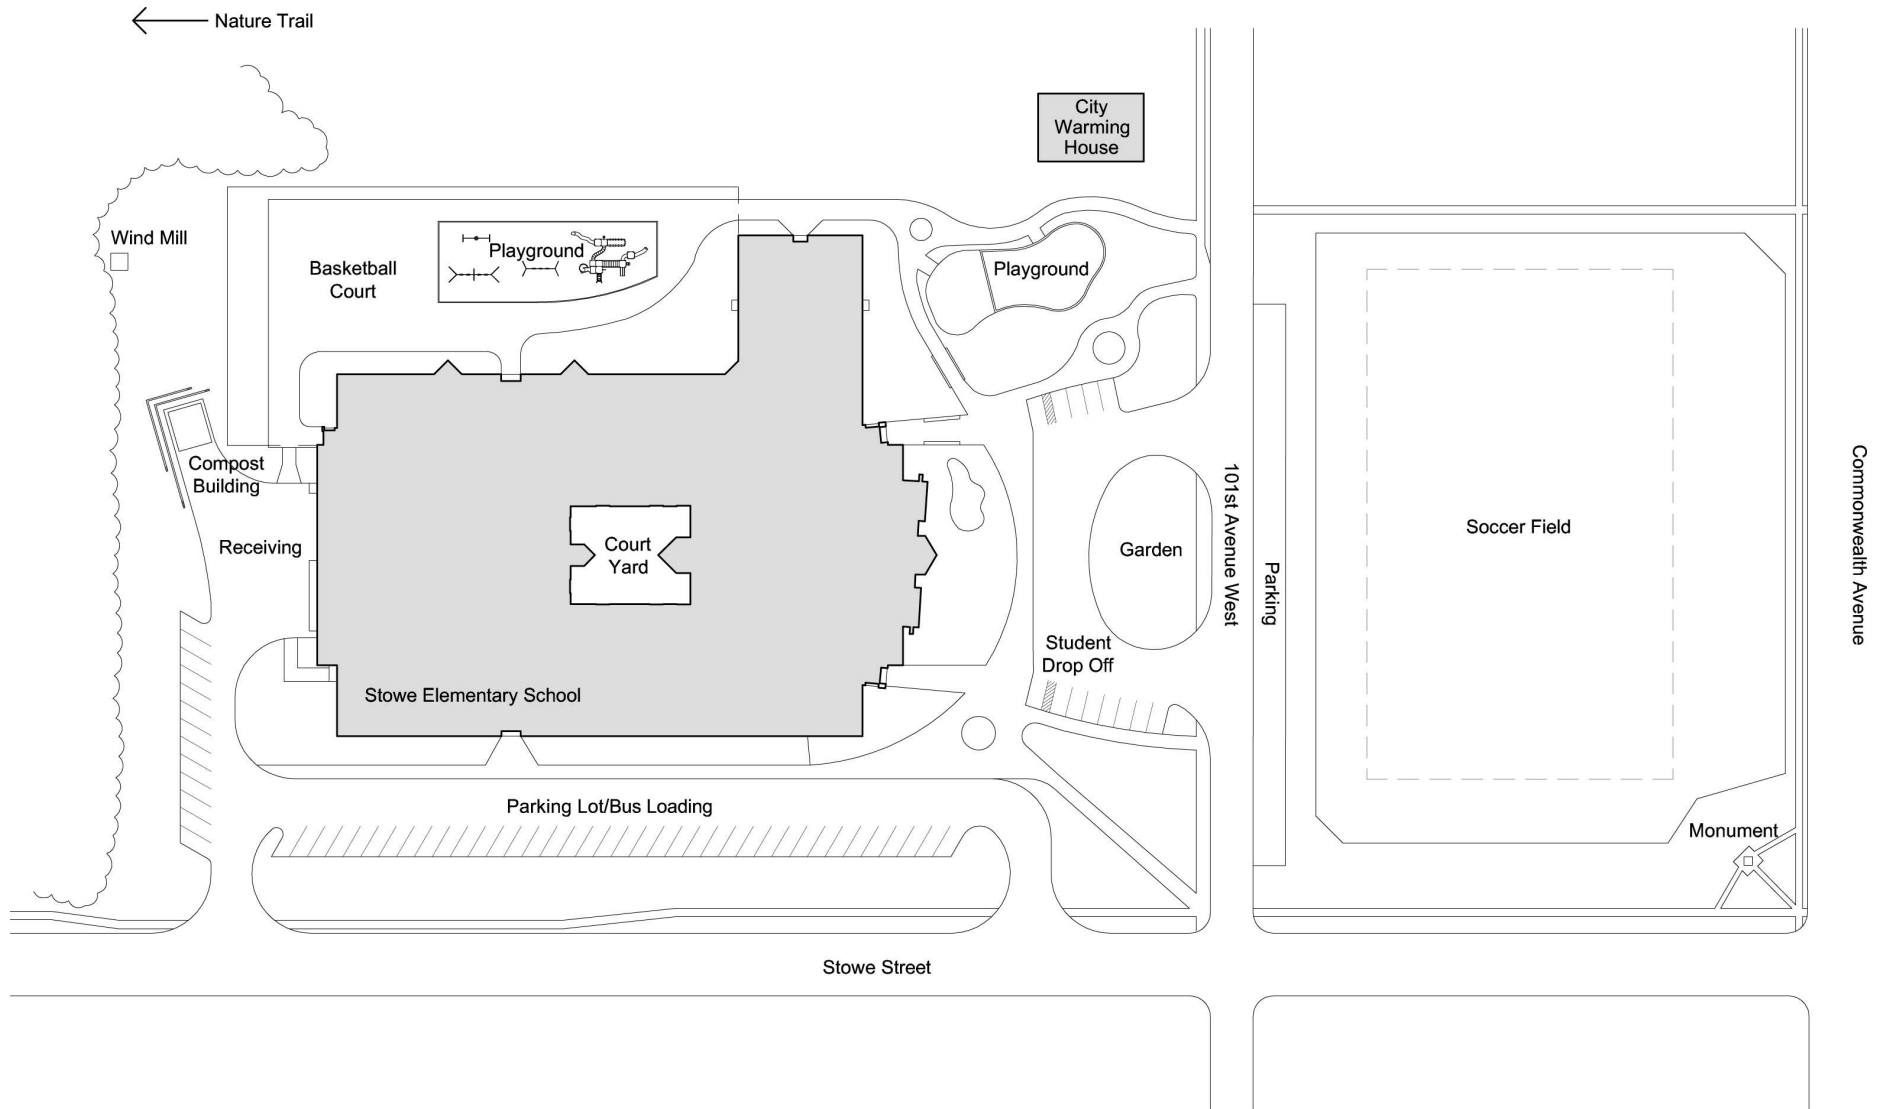 Nature Trail
City
Warming
House
Wind Mill
Playground
Basketball
Court
Playground
Compost
Building
Receiving
Court
Yard
Garden
101st Avenue West
Parking
Soccer Field
Commonwealth Avenue
Student
Drop Off
Stowe Elementary School
Parking Lot/Bus Loading
Monument
Stowe Street